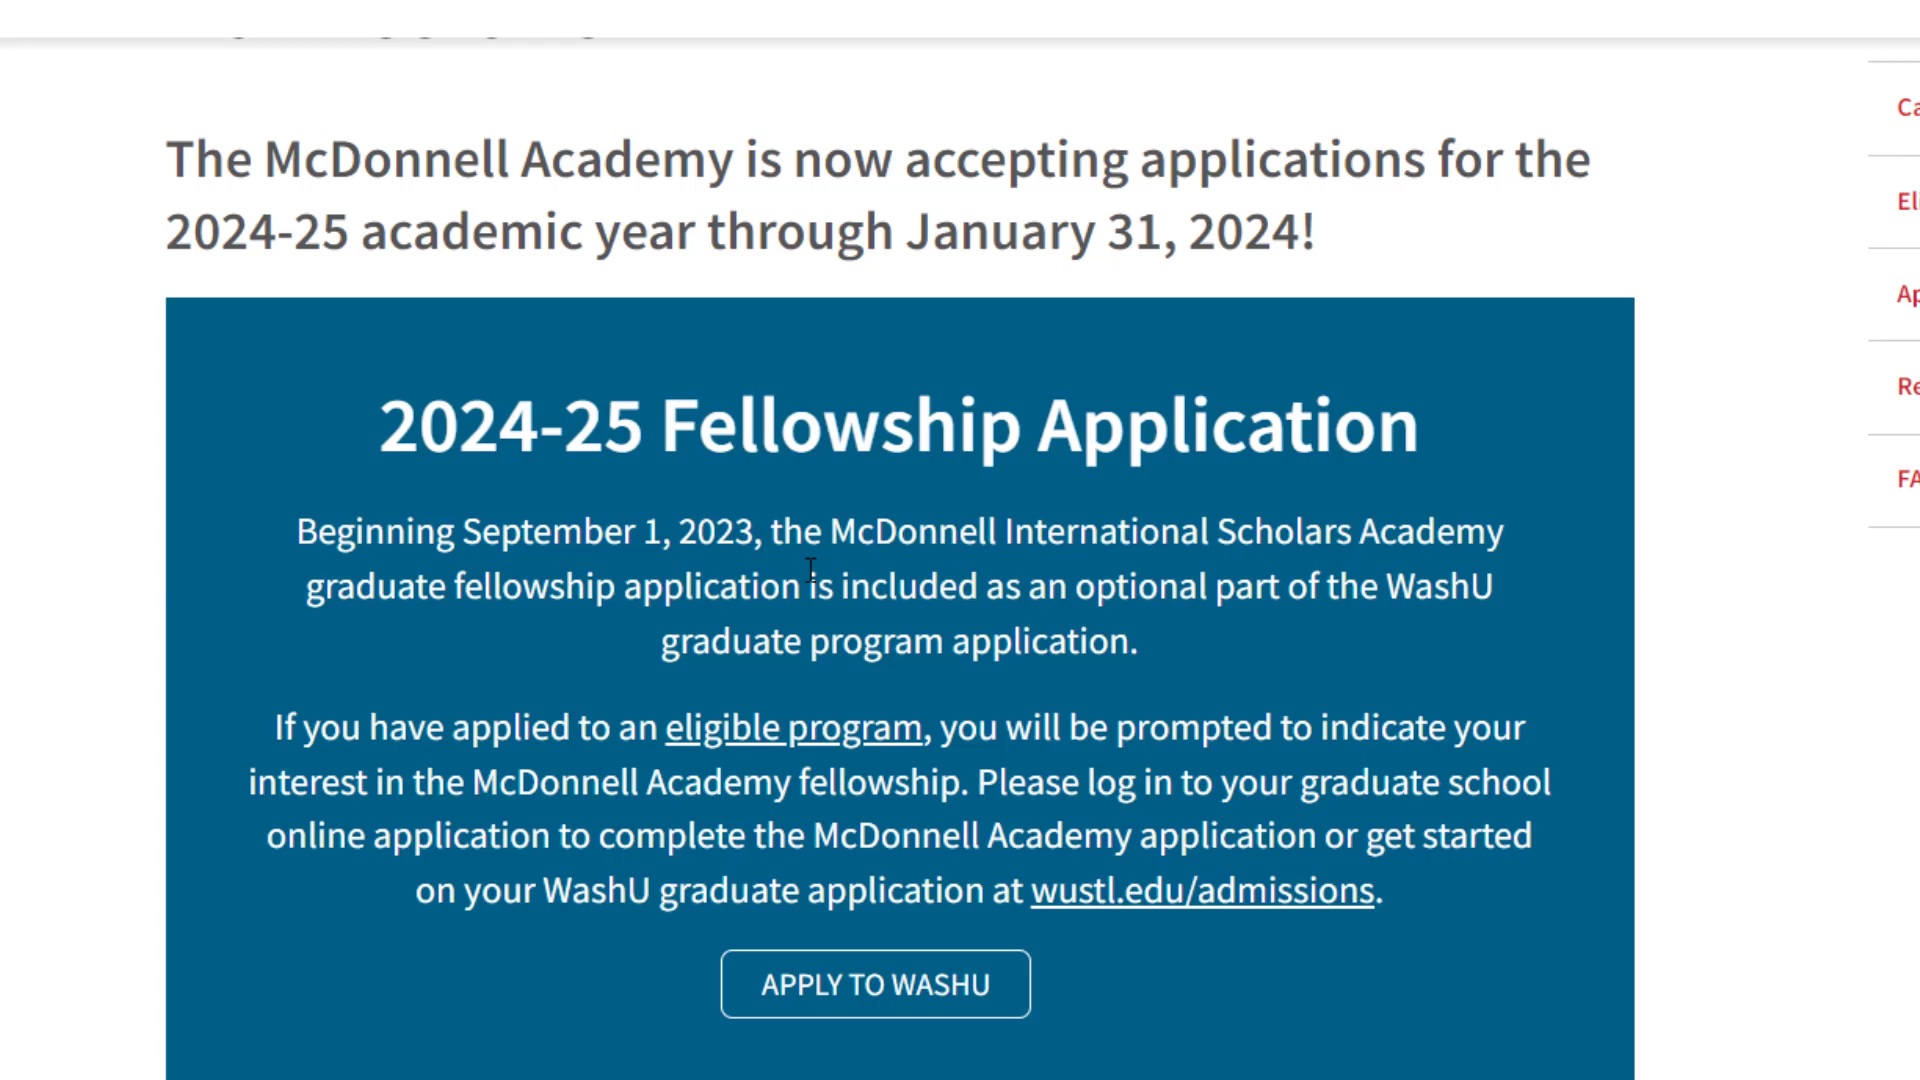 The McDonnell Academy is now accepting applications for the
2024-25 academic year through January 31, 2024!
2024-25 Fellowship Application
Beginning September 1, 2023, the McDonnell International Scholars Academy
graduate fellowship application is included as an optional part of the WashU
graduate program application.
If you have applied to an eligible program, you will be prompted to indicate your
interest in the McDonnell Academy fellowship. Please log in to your graduate school
online application to complete the McDonnell Academy application or get started
on your WashU graduate application at wustl.edu/admissions.
APPLY TO WASHU
Ca
Eli
Ap
Re
FA